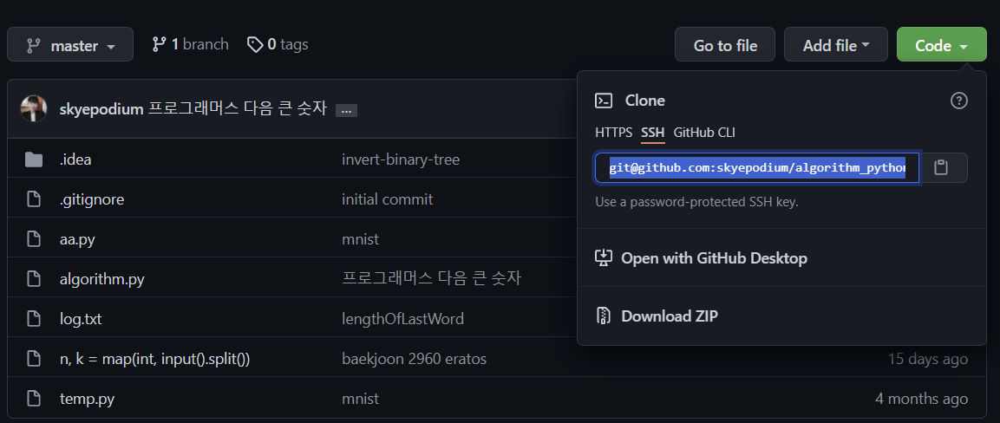 master 1 branch 0 tags Go to file Add file Code
skyepodium 프로그래머스 다음 큰 숫자 ...
Clone
HTTPS SSH GitHub CLI
git@github.com:skyepodium/algorithm_python
Use a password-protected SSH key.
Open with GitHub Desktop
Download ZIP
.idea invert-binary-tree
.gitignore initial commit
aa.py mnist
algorithm.py 프로그래머스 다음 큰 숫자
log.txt lengthOfLastWord
n, k = map(int, input().split()) baekjoon 2960 eratos 15 days ago
temp.py mnist 4 months ago